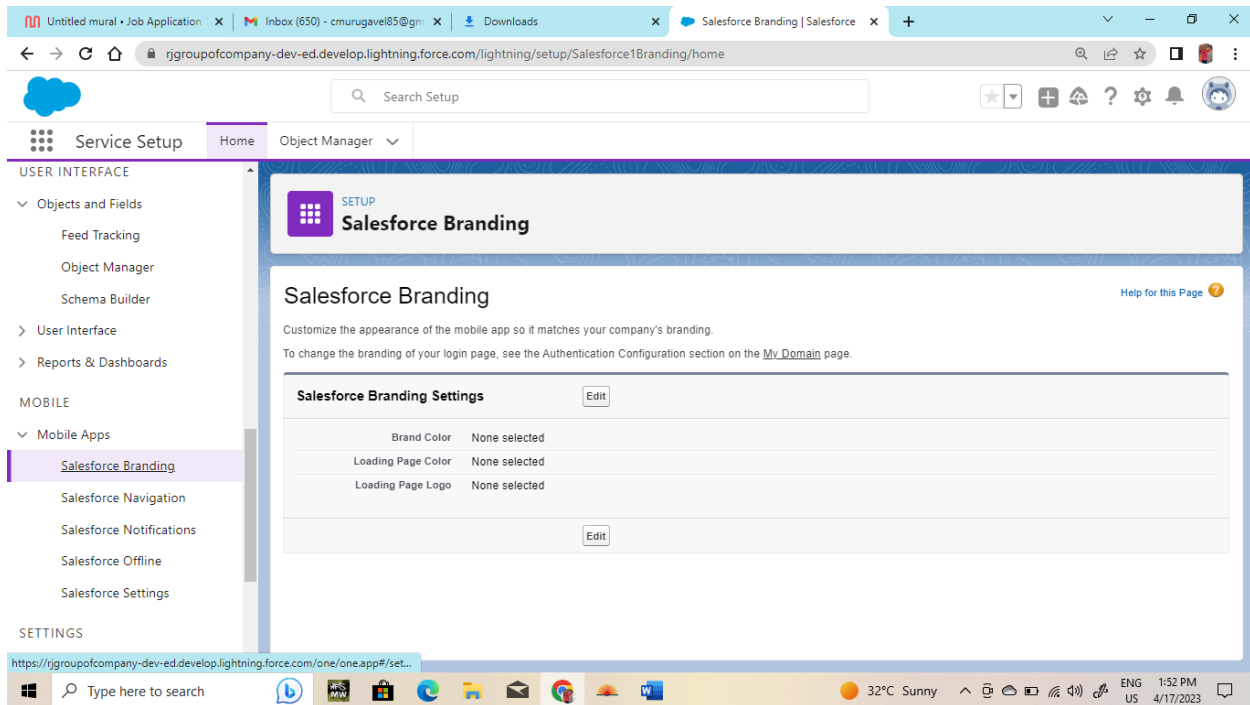 Untitled mural • Job Application
Inbox (650) - cmurugavel85@gm
Downloads
Salesforce Branding | Salesforce
rjgroupofcompany-dev-ed.develop.lightning.force.com/lightning/setup/Salesforce1Branding/home
Search Setup
Service Setup
Home
Object Manager
USER INTERFACE
Objects and Fields
Feed Tracking
Object Manager
Schema Builder
User Interface
Reports & Dashboards
MOBILE
Mobile Apps
Salesforce Branding
Salesforce Navigation
Salesforce Notifications
Salesforce Offline
Salesforce Settings
SETTINGS
SETUP
Salesforce Branding
Salesforce Branding
Help for this Page
Customize the appearance of the mobile app so it matches your company's branding.
To change the branding of your login page, see the Authentication Configuration section on the My Domain page.
Salesforce Branding Settings Edit
Brand Color None selected
Loading Page Color None selected
Loading Page Logo None selected
Edit
https://rjgroupofcompany-dev-ed.develop.lightning.force.com/one/one.app#/set...
Type here to search
MW
32°C Sunny
ENG
US
1:52 PM
4/17/2023